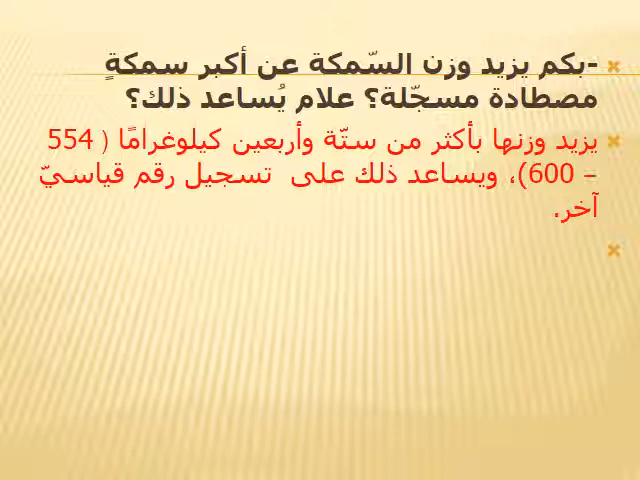 -بكم يزيد وزن السّمكة عن أكبر سمكةٍ
مصطادة مسجّلة؟ علام يُساعد ذلك؟
يزيد وزنها بأكثر من ستّة وأربعين كيلوغرامًا ( 554
– 600)، ويساعد ذلك على تسجيل رقم قياسيّ
آخر.